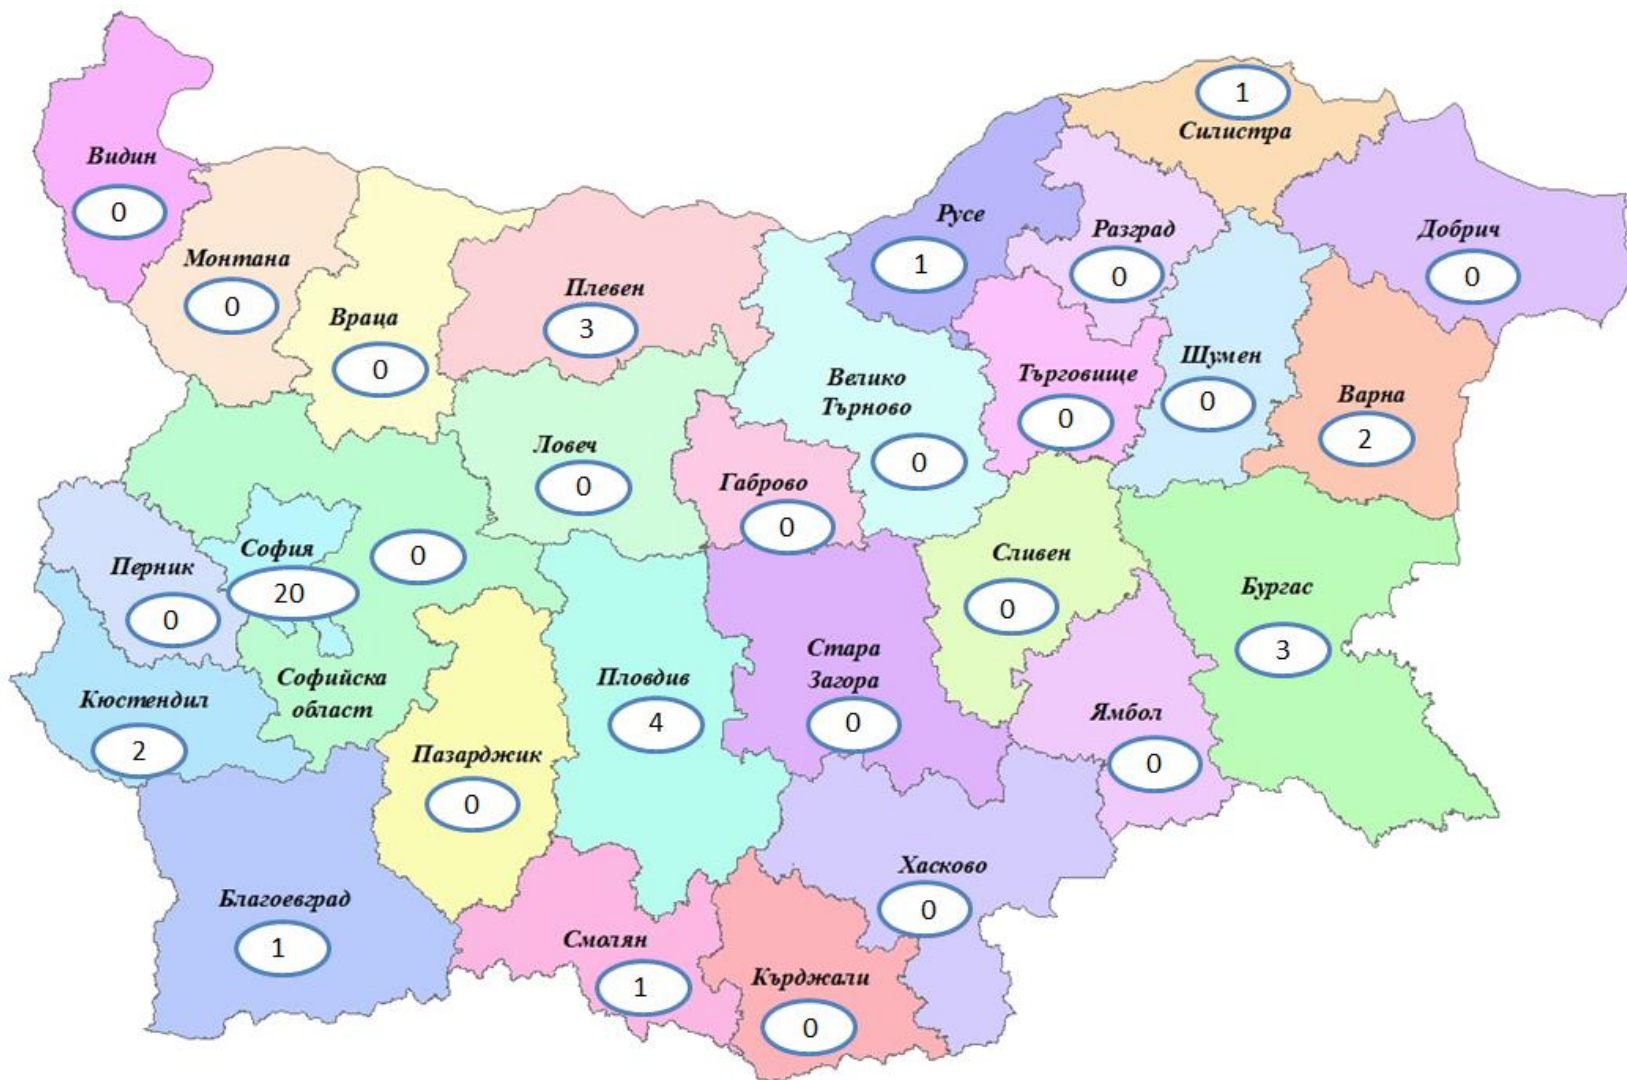 1
Силистра
Видин
0
Русе
1
Разград
0
Добрич
0
Монтана
0
Плевен
3
Враца
0
Велико
Търново
0
Търговище
0
Шумен
0
Варна
2
Ловеч
0
Габрово
0
София
20
0
Перник
0
Сливен
0
Бургас
3
Софийска
област
Кюстендил
2
Пловдив
4
Стара
Загора
0
Ямбол
0
Пазарджик
0
Хасково
0
Благоевград
1
Смолян
1
Кърджали
0